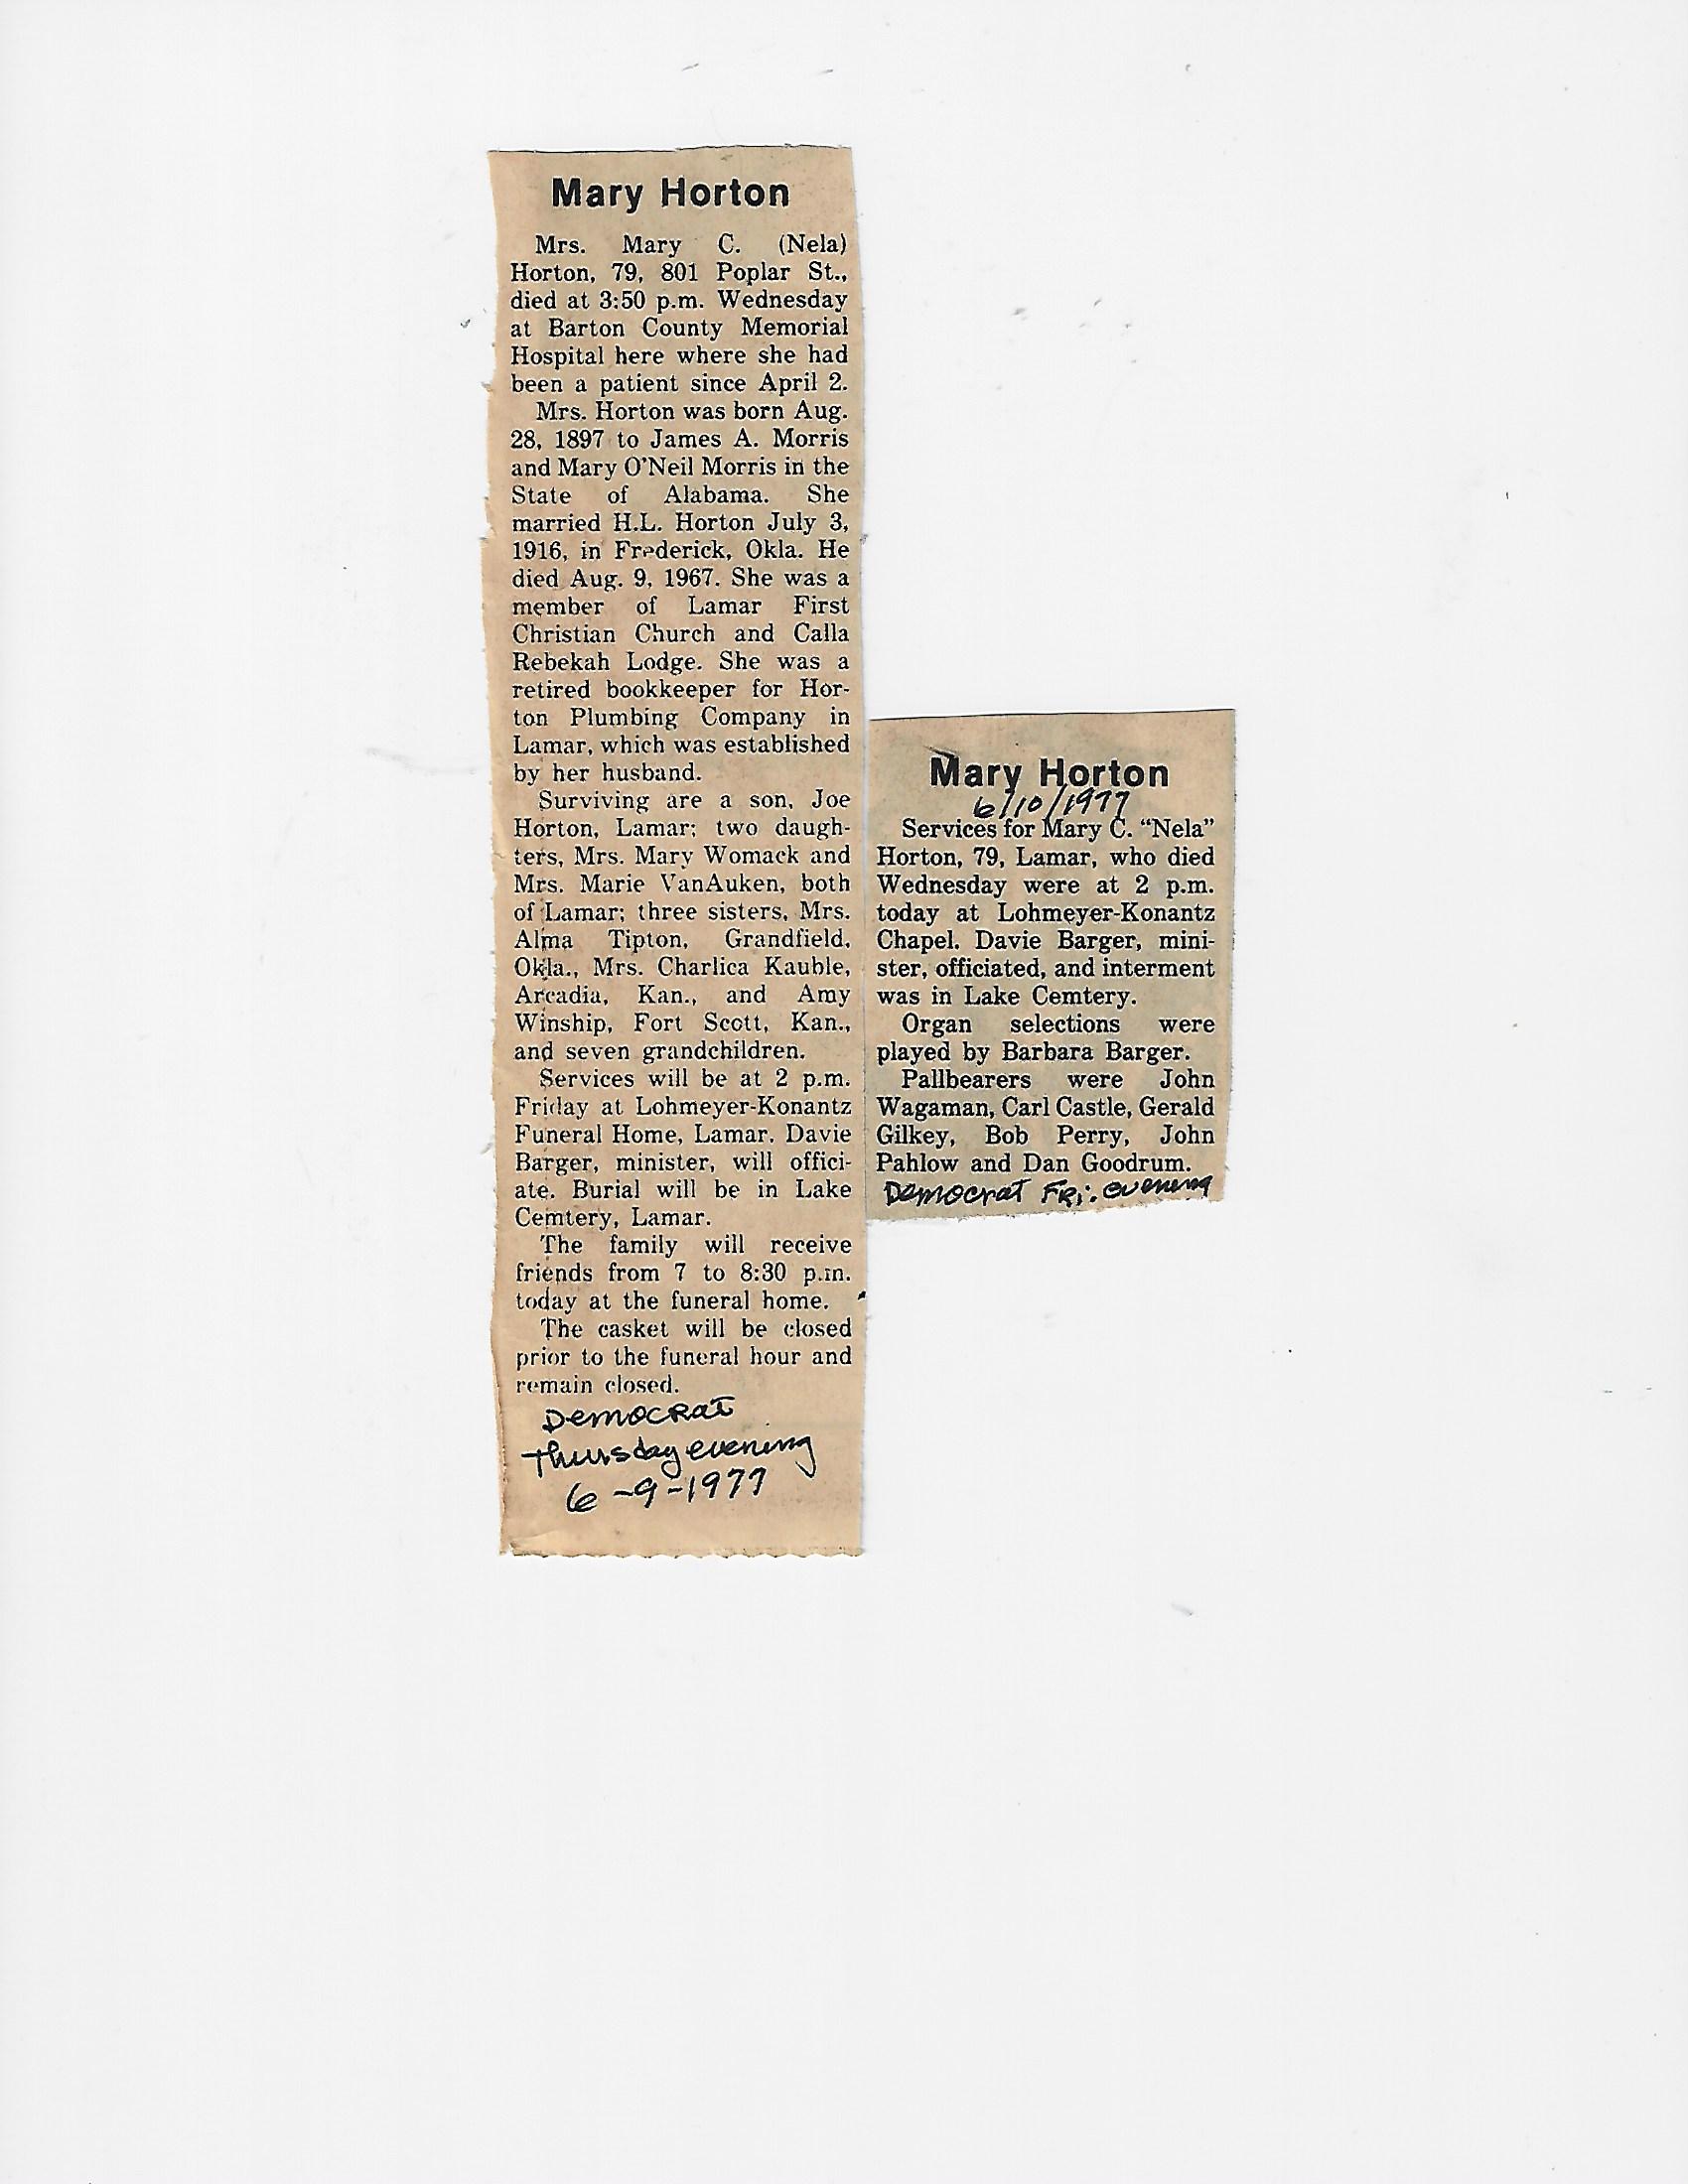 Mary Horton
Mrs. Mary C. (Nela)
Horton, 79, 801 Poplar St.,
died at 3:50 p.m. Wednesday
at Barton County Memorial
Hospital here where she had
been a patient since April 2.
Mrs. Horton was born Aug.
28, 1897 to James A. Morris
and Mary O'Neil Morris in the
State of Alabama. She
married H.L. Horton July 3,
1916, in Frederick, Okla. He
died Aug. 9, 1967. She was a
member of Lamar First
Christian Church and Calla
Rebekah Lodge. She was a
retired bookkeeper for Hor-
ton Plumbing Company in
Lamar, which was established
by her husband.
Surviving are a son, Joe
Horton, Lamar; two daugh-
ters, Mrs. Mary Womack and
Mrs. Marie VanAuken, both
of Lamar; three sisters, Mrs.
Alma Tipton, Grandfield,
Okla., Mrs. Charlica Kauble,
Arcadia, Kan., and Amy
Winship, Fort Scott, Kan.,
and seven grandchildren.
Services will be at 2 p.m.
Friday at Lohmeyer-Konantz
Funeral Home, Lamar. Davie
Barger, minister, will offici-
ate. Burial will be in Lake
Cemtery, Lamar.
The family will receive
friends from 7 to 8:30 p.m.
today at the funeral home.
The casket will be closed
prior to the funeral hour and
remain closed.
Democrat
Thursday evening
6-9-1977
Mary Horton
6/10/1977
Services for Mary C. "Nela"
Horton, 79, Lamar, who died
Wednesday were at 2 p.m.
today at Lohmeyer-Konantz
Chapel. Davie Barger, mini-
ster, officiated, and interment
was in Lake Cemtery.
Organ selections were
played by Barbara Barger.
Pallbearers were John
Wagaman, Carl Castle, Gerald
Gilkey, Bob Perry, John
Pahlow and Dan Goodrum.
Democrat Fri. evening